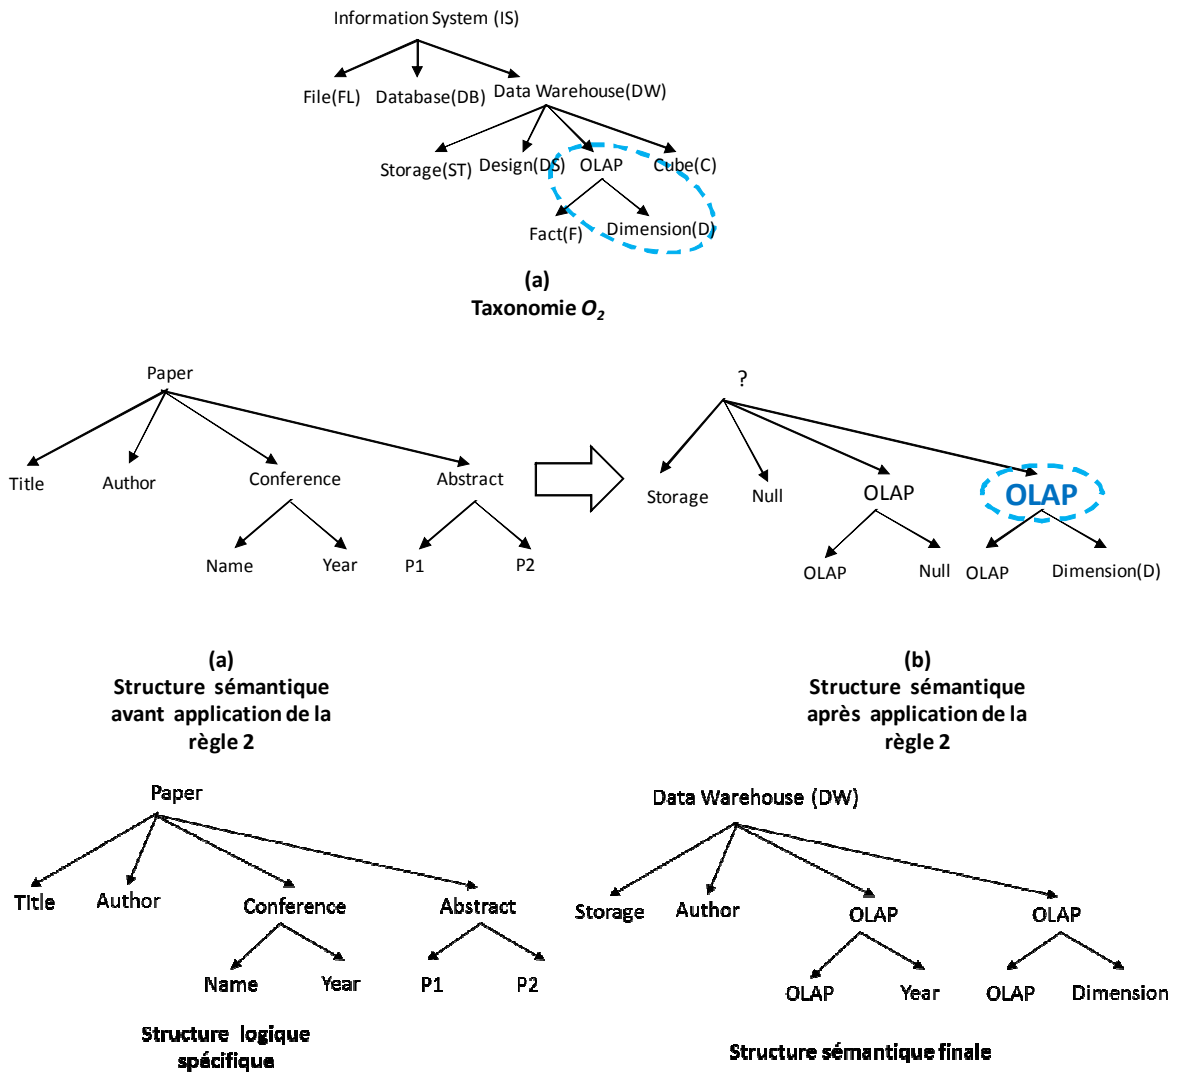 Information System (IS)
File(FL) Database(DB) Data Warehouse(DW)
Storage(ST) Design(DS) OLAP Cube(C)
Fact(F) Dimension(D)
(a)
Taxonomie O2
Paper
Title Author Conference Abstract
Name Year P1 P2
(a)
Structure sémantique
avant application de la
règle 2
?
Storage Null OLAP OLAP
OLAP Null OLAP Dimension(D)
(b)
Structure sémantique
après application de la
règle 2
Paper
Title Author Conference Abstract
Name Year P1 P2
Structure logique
spécifique
Data Warehouse (DW)
Storage Author OLAP OLAP
OLAP Year OLAP Dimension
Structure sémantique finale